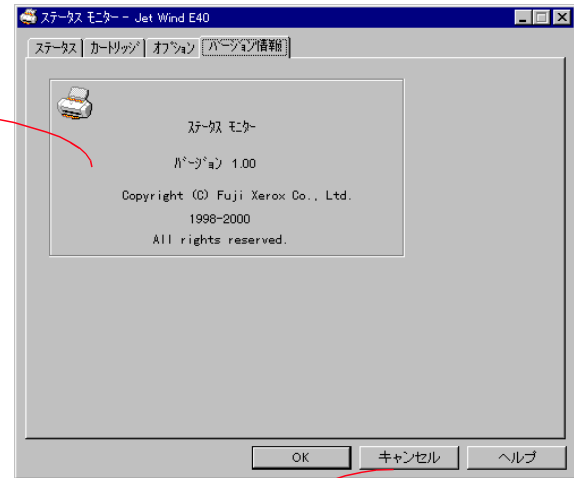 ステータス モニター - Jet Wind E40
ステータス カートリッジ オプション バージョン情報
ステータス モニター
バージョン 1.00
Copyright (C) Fuji Xerox Co., Ltd.
1998-2000
All rights reserved.
OK キャンセル ヘルプ